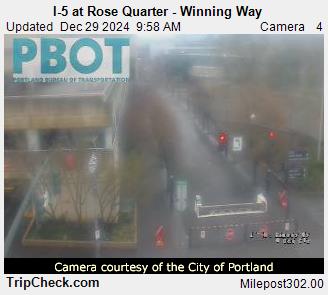 I-5 at Rose Quarter - Winning Way
Updated Dec 29 2024 9:58 AM Camera 4
PBOT
PORTLAND BUREAU OF TRANSPORTATION
Camera courtesy of the City of Portland
TripCheck.com Milepost302.00